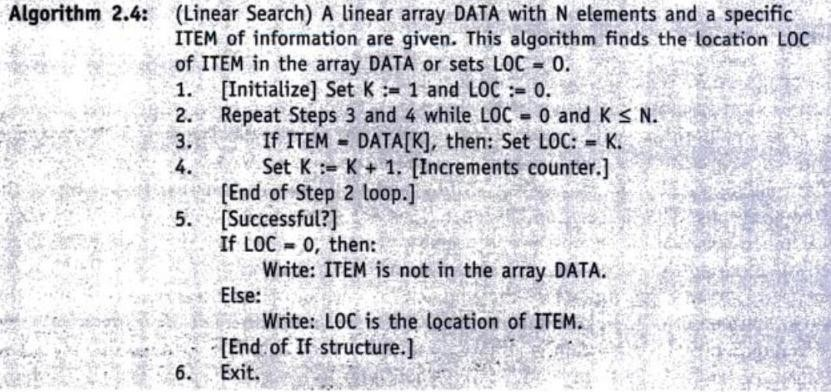 Algorithm 2.4: (Linear Search) A linear array DATA with N elements and a specific
ITEM of information are given. This algorithm finds the location LOC
of ITEM in the array DATA or sets LOC = 0.
1. [Initialize] Set K := 1 and LOC := 0.
2. Repeat Steps 3 and 4 while LOC = 0 and K ≤ N.
3. If ITEM = DATA[K], then: Set LOC: = K.
4. Set K := K + 1. [Increments counter.]
[End of Step 2 loop.]
5. [Successful?]
If LOC = 0, then:
Write: ITEM is not in the array DATA.
Else:
Write: LOC is the location of ITEM.
[End of If structure.]
6. Exit.